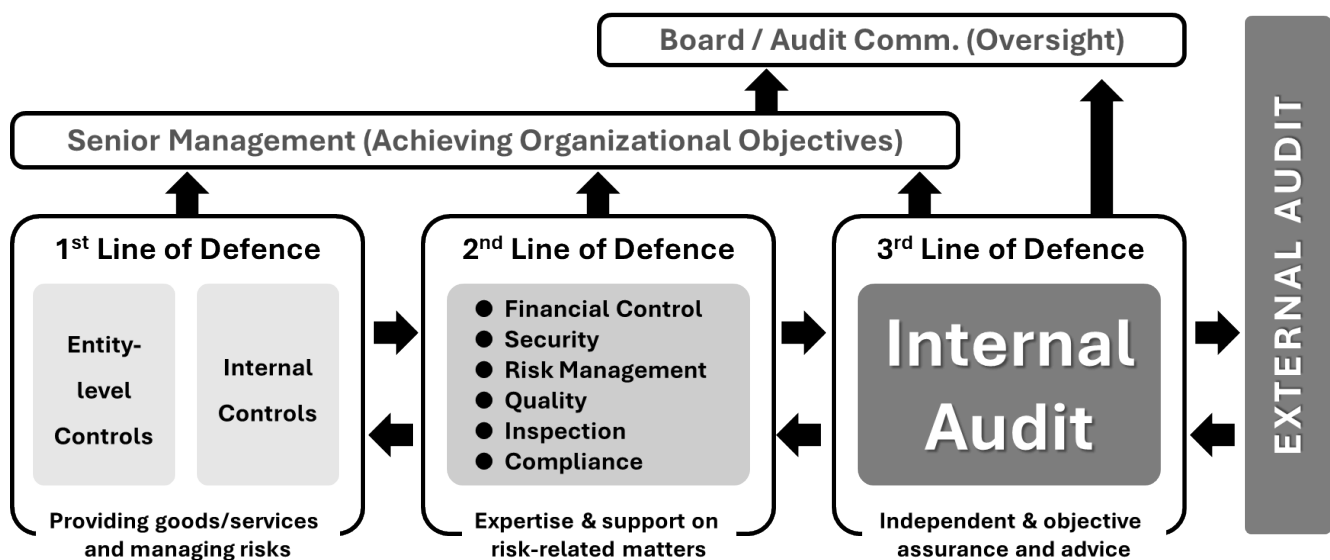 Board / Audit Comm. (Oversight)
Senior Management (Achieving Organizational Objectives)
1st Line of Defence
Entity-
level
Controls
Internal
Controls
Providing goods/services
and managing risks
2nd Line of Defence
● Financial Control
● Security
● Risk Management
● Quality
● Inspection
● Compliance
Expertise & support on
risk-related matters
3rd Line of Defence
Internal
Audit
Independent & objective
assurance and advice
EXTERNAL AUDIT